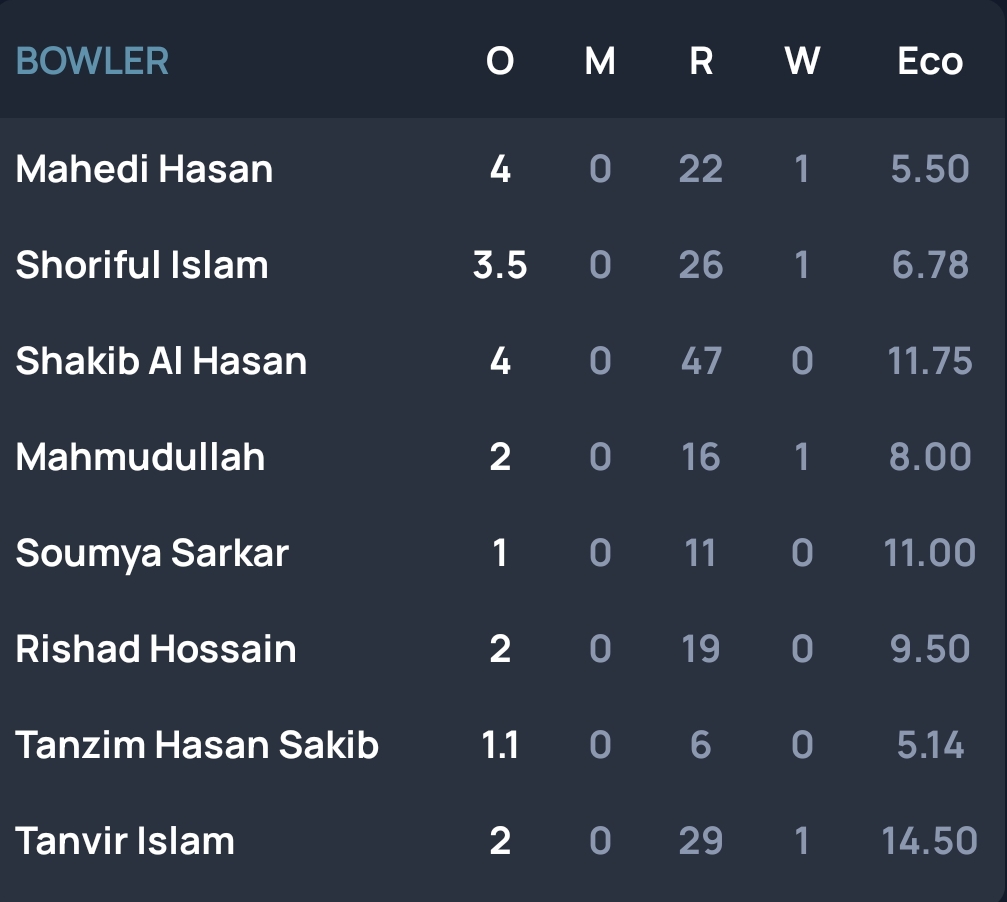 BOWLER O M R W Eco
Mahedi Hasan 4 0 22 1 5.50
Shoriful Islam 3.5 0 26 1 6.78
Shakib Al Hasan 4 0 47 0 11.75
Mahmudullah 2 0 16 1 8.00
Soumya Sarkar 1 0 11 0 11.00
Rishad Hossain 2 0 19 0 9.50
Tanzim Hasan Sakib 1.1 0 6 0 5.14
Tanvir Islam 2 0 29 1 14.50